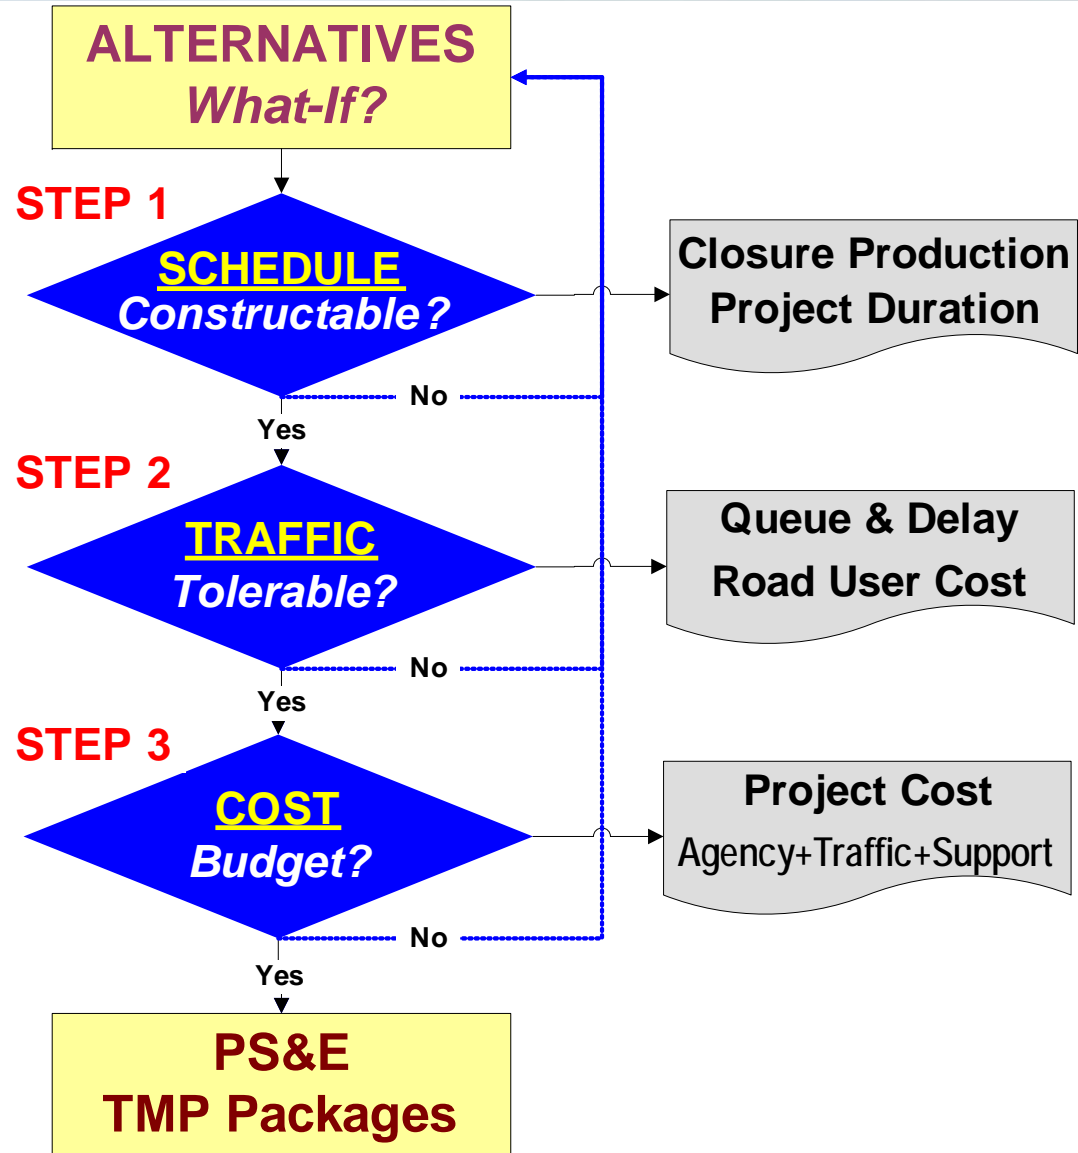 ALTERNATIVES
What-If?
STEP 1
SCHEDULE
Constructable?
Closure Production
Project Duration
No
Yes
STEP 2
TRAFFIC
Tolerable?
Queue & Delay
Road User Cost
No
Yes
STEP 3
COST
Budget?
Project Cost
Agency+Traffic+Support
No
Yes
PS&E
TMP Packages